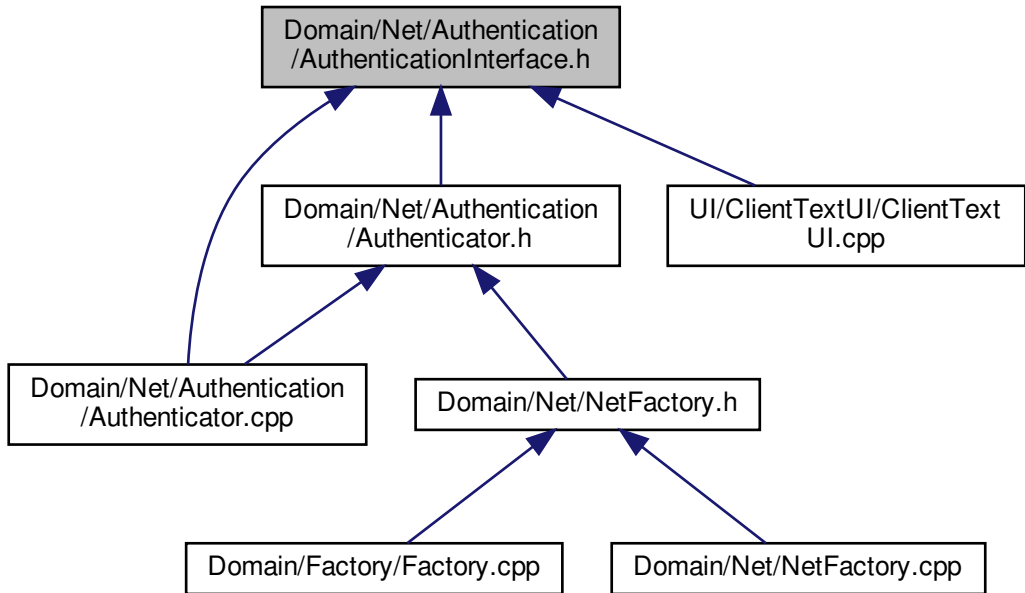 Domain/Net/Authentication
/AuthenticationInterface.h
Domain/Net/Authentication
/Authenticator.h
UI/ClientTextUI/ClientText
UI.cpp
Domain/Net/Authentication
/Authenticator.cpp
Domain/Net/NetFactory.h
Domain/Factory/Factory.cpp
Domain/Net/NetFactory.cpp